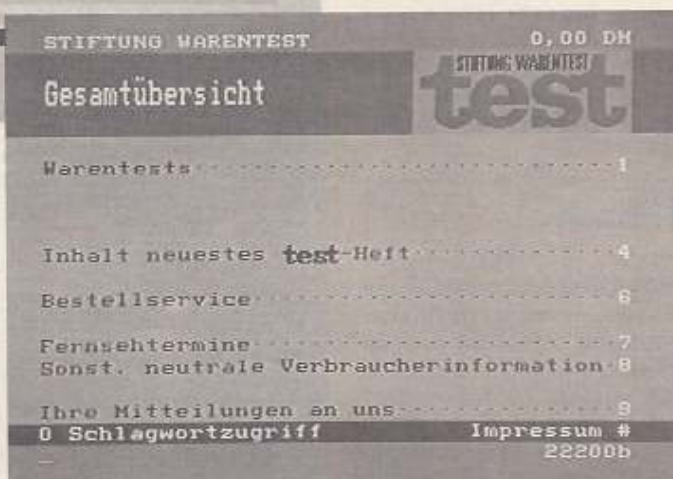 STIFTUNG WARENTEST 0,00 DM
STIFTUNG WARENTEST
test
Gesamtübersicht
Warentests 1
Inhalt neuestes test-Heft 4
Bestellservice 6
Fernsehtermine 7
Sonst. neutrale Verbraucherinformation 8
Ihre Mitteilungen an uns 9
0 Schlagwortzugriff Impressum #
22200b